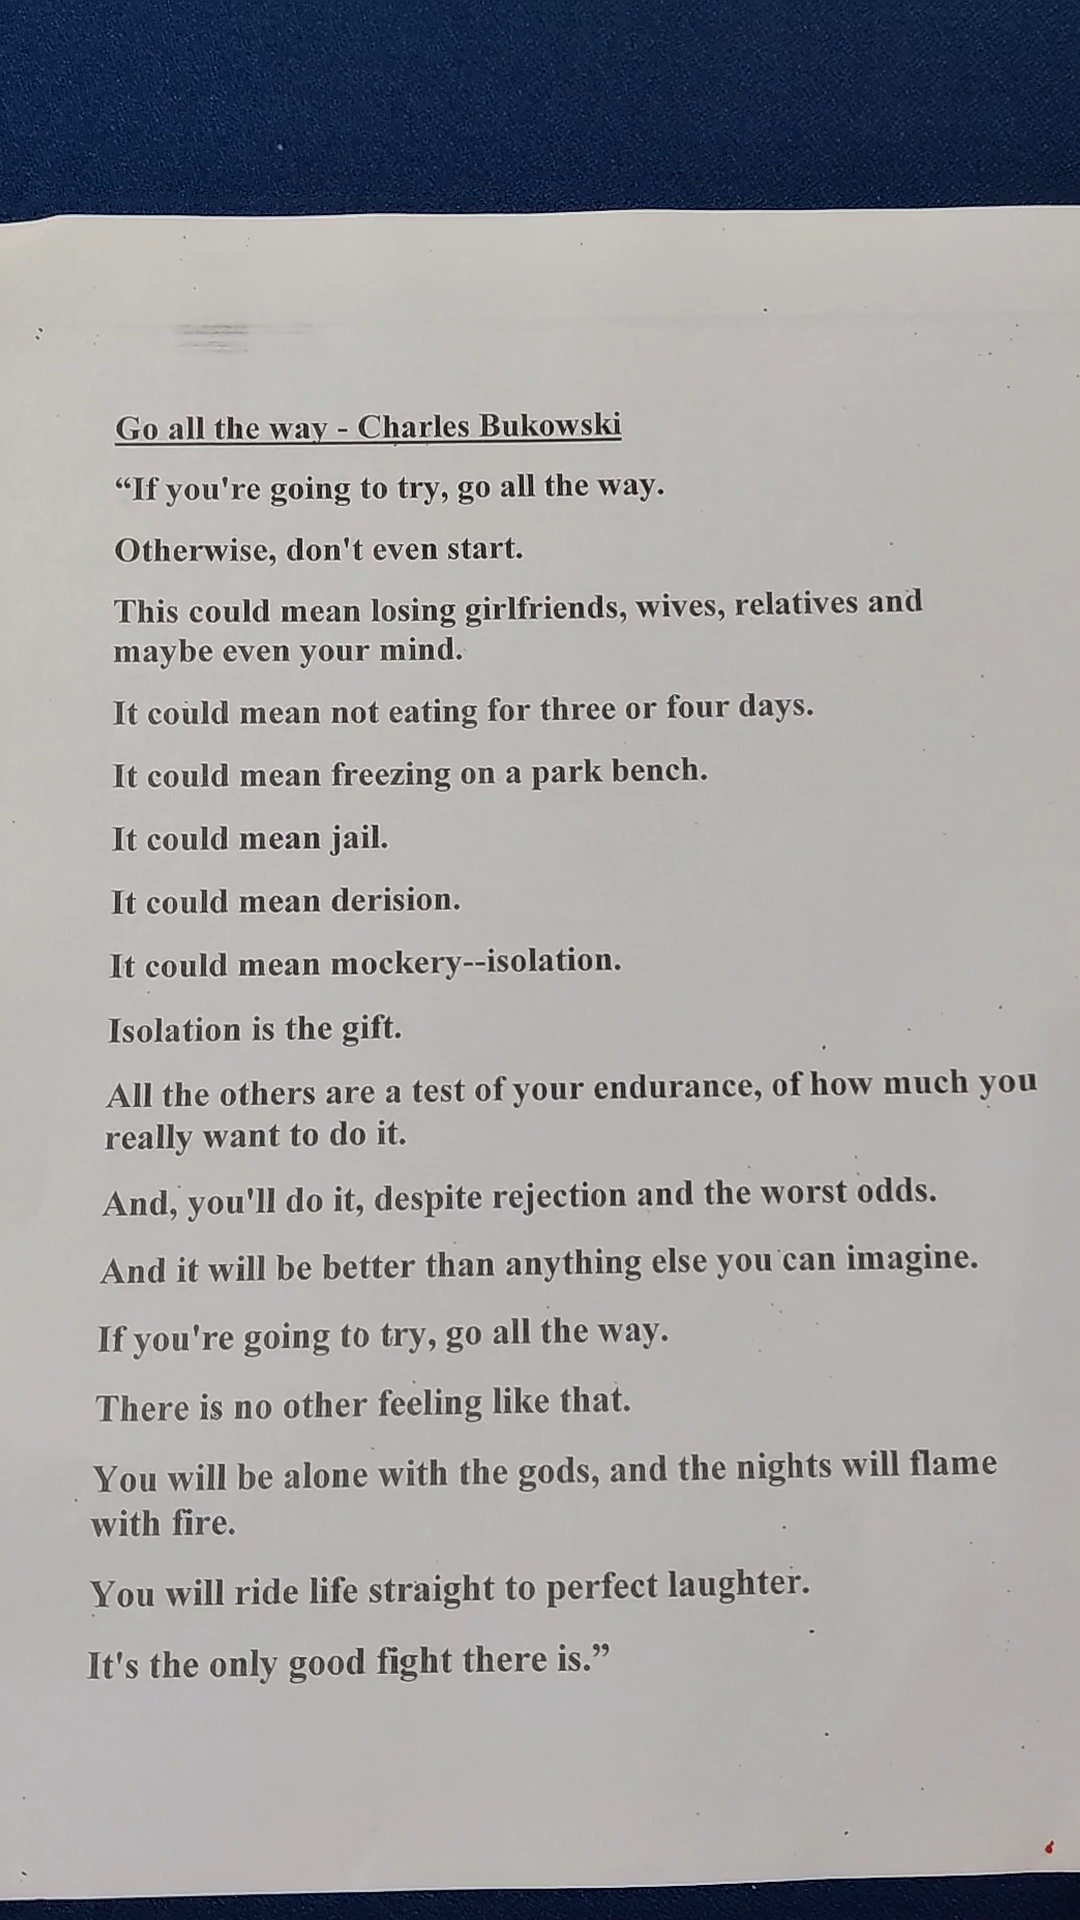 Go all the way - Charles Bukowski
“If you're going to try, go all the way.
Otherwise, don't even start.
This could mean losing girlfriends, wives, relatives and
maybe even your mind.
It could mean not eating for three or four days.
It could mean freezing on a park bench.
It could mean jail.
It could mean derision.
It could mean mockery--isolation.
Isolation is the gift.
All the others are a test of your endurance, of how much you
really want to do it.
And, you'll do it, despite rejection and the worst odds.
And it will be better than anything else you can imagine.
If you're going to try, go all the way.
There is no other feeling like that.
You will be alone with the gods, and the nights will flame
with fire.
You will ride life straight to perfect laughter.
It's the only good fight there is.”